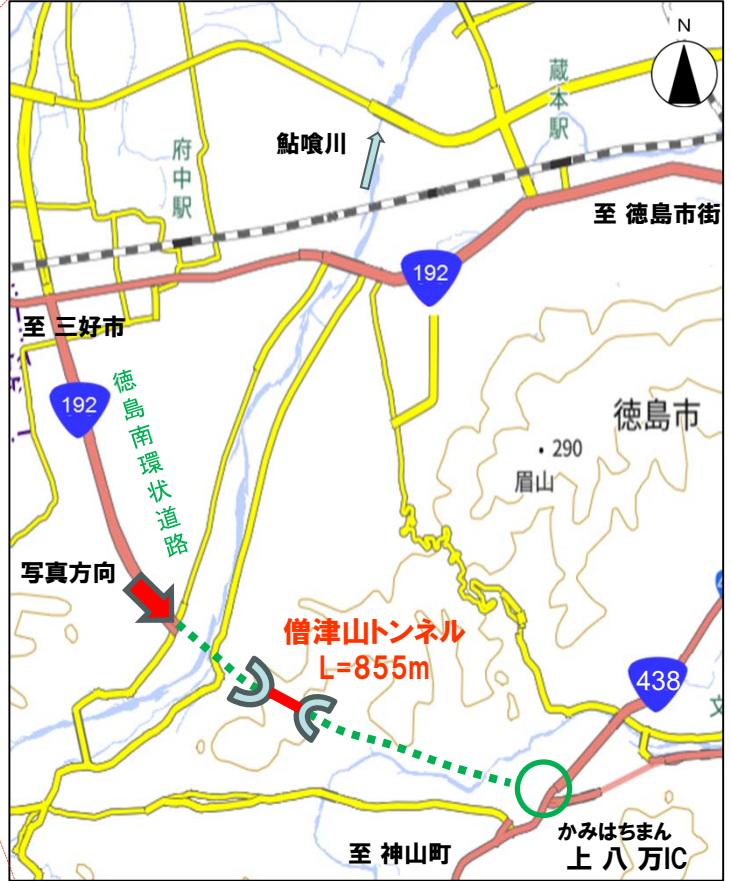 N
蔵本駅
鮎喰川
府中駅
至 徳島市街
192
至 三好市
192
徳島南環状道路
徳島市
・290
眉山
写真方向
僧津山トンネル
L=855m
438
文
かみはちまん
至 神山町
上 八 万IC